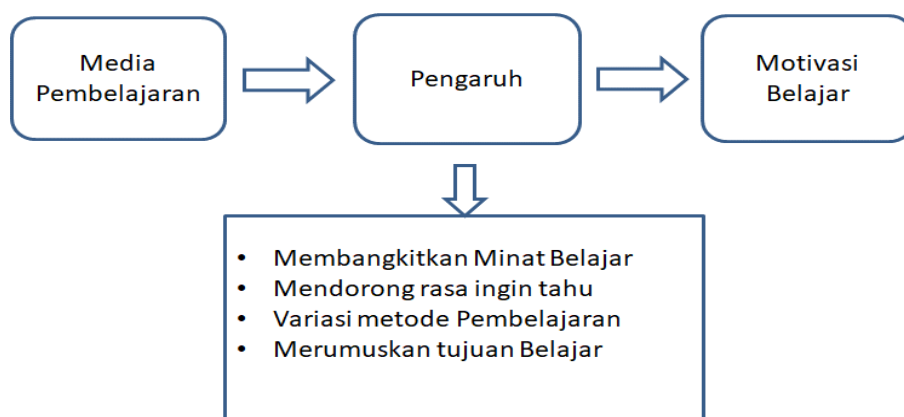 Media
Pembelajaran
Pengaruh
Motivasi
Belajar
• Membangkitkan Minat Belajar
• Mendorong rasa ingin tahu
• Variasi metode Pembelajaran
• Merumuskan tujuan Belajar